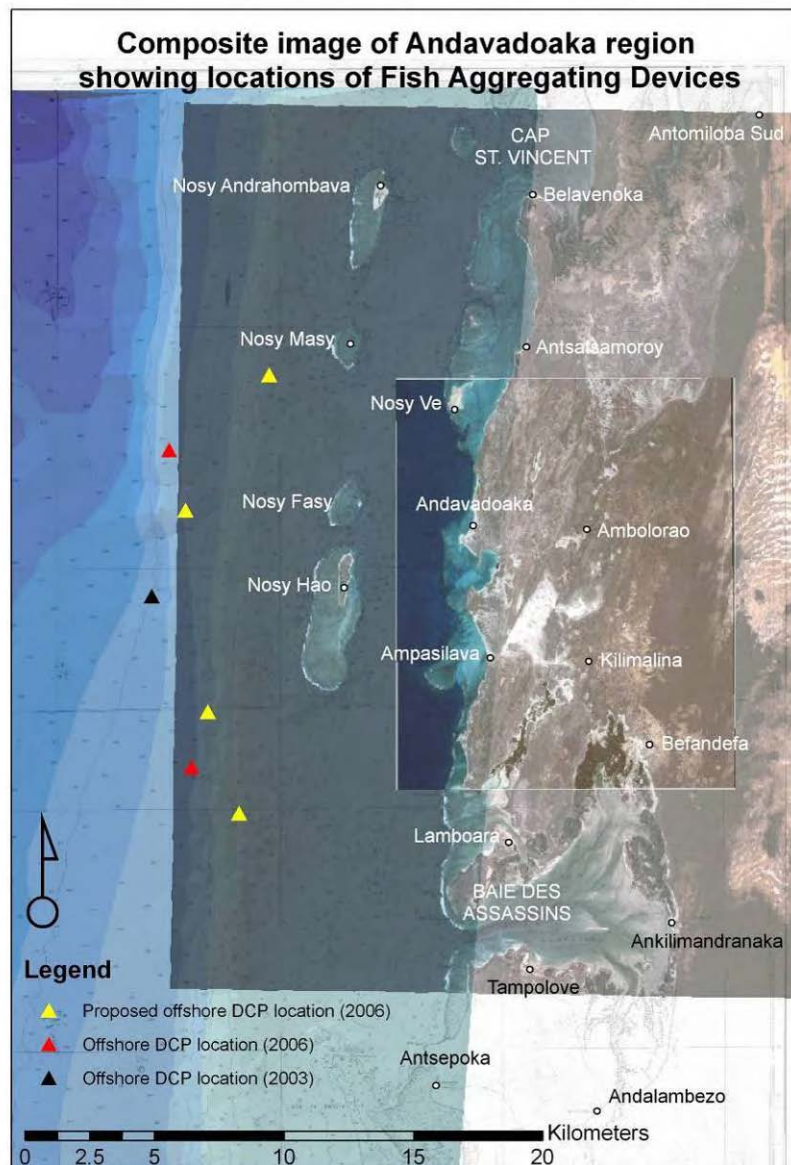 Composite image of Andavadoaka region
showing locations of Fish Aggregating Devices
CAP
ST. VINCENT
Antomiloba Sud
Nosy Andrahombava
Belavenoka
Nosy Masy
Antsatsamoroy
Nosy Ve
Nosy Fasy
Andavadoaka
Ambolorao
Nosy Hao
Ampasilava
Kilimalina
Befandefa
Lamboara
BAIE DES
ASSASSINS
Ankilimandranaka
Tampolove
Legend
Proposed offshore DCP location (2006)
Offshore DCP location (2006)
Offshore DCP location (2003)
Antsepoka
Andalambezo
Kilometers
0 2.5 5 10 15 20